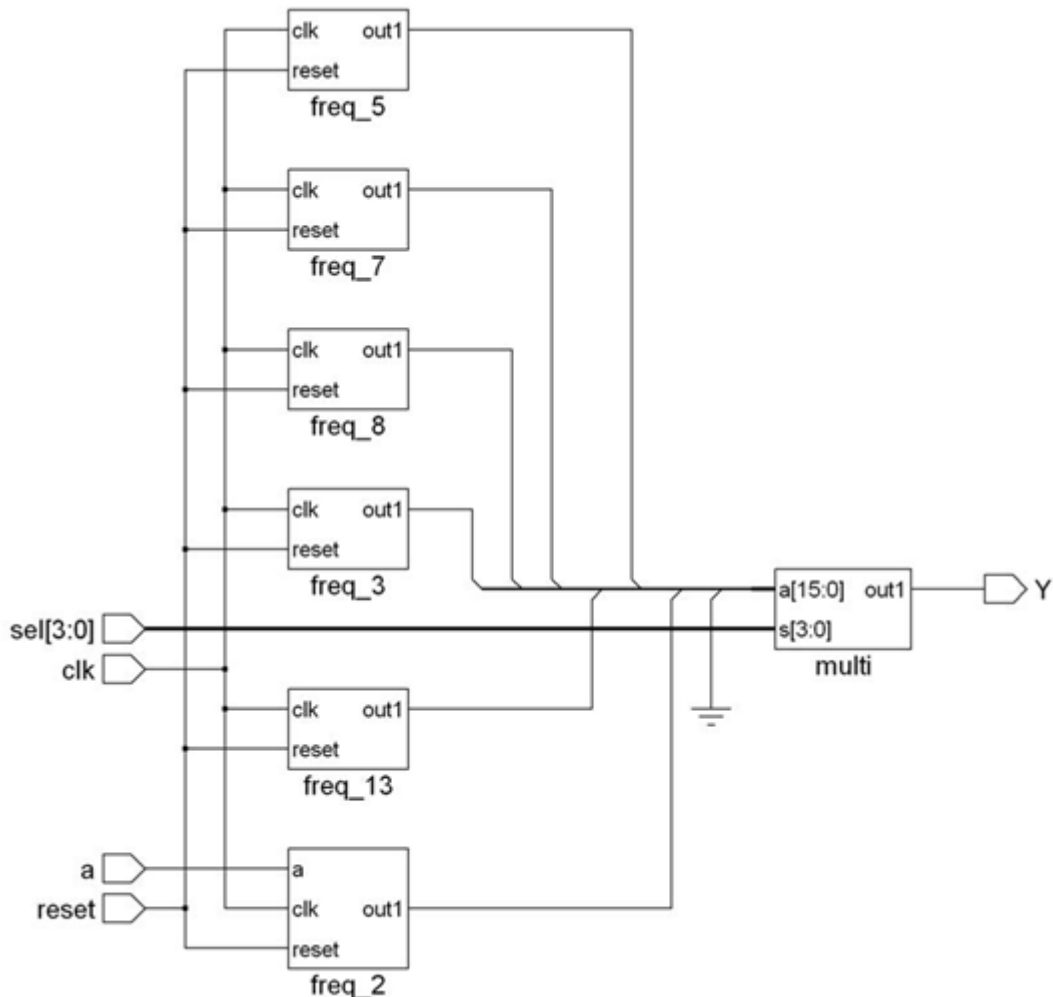 clk out1
reset
freq_5
clk out1
reset
freq_7
clk out1
reset
freq_8
clk out1
reset
freq_3
a[15:0] out1
Y
s[3:0]
multi
sel[3:0]
clk
clk out1
reset
freq_13
a
a
reset
clk out1
reset
freq_2